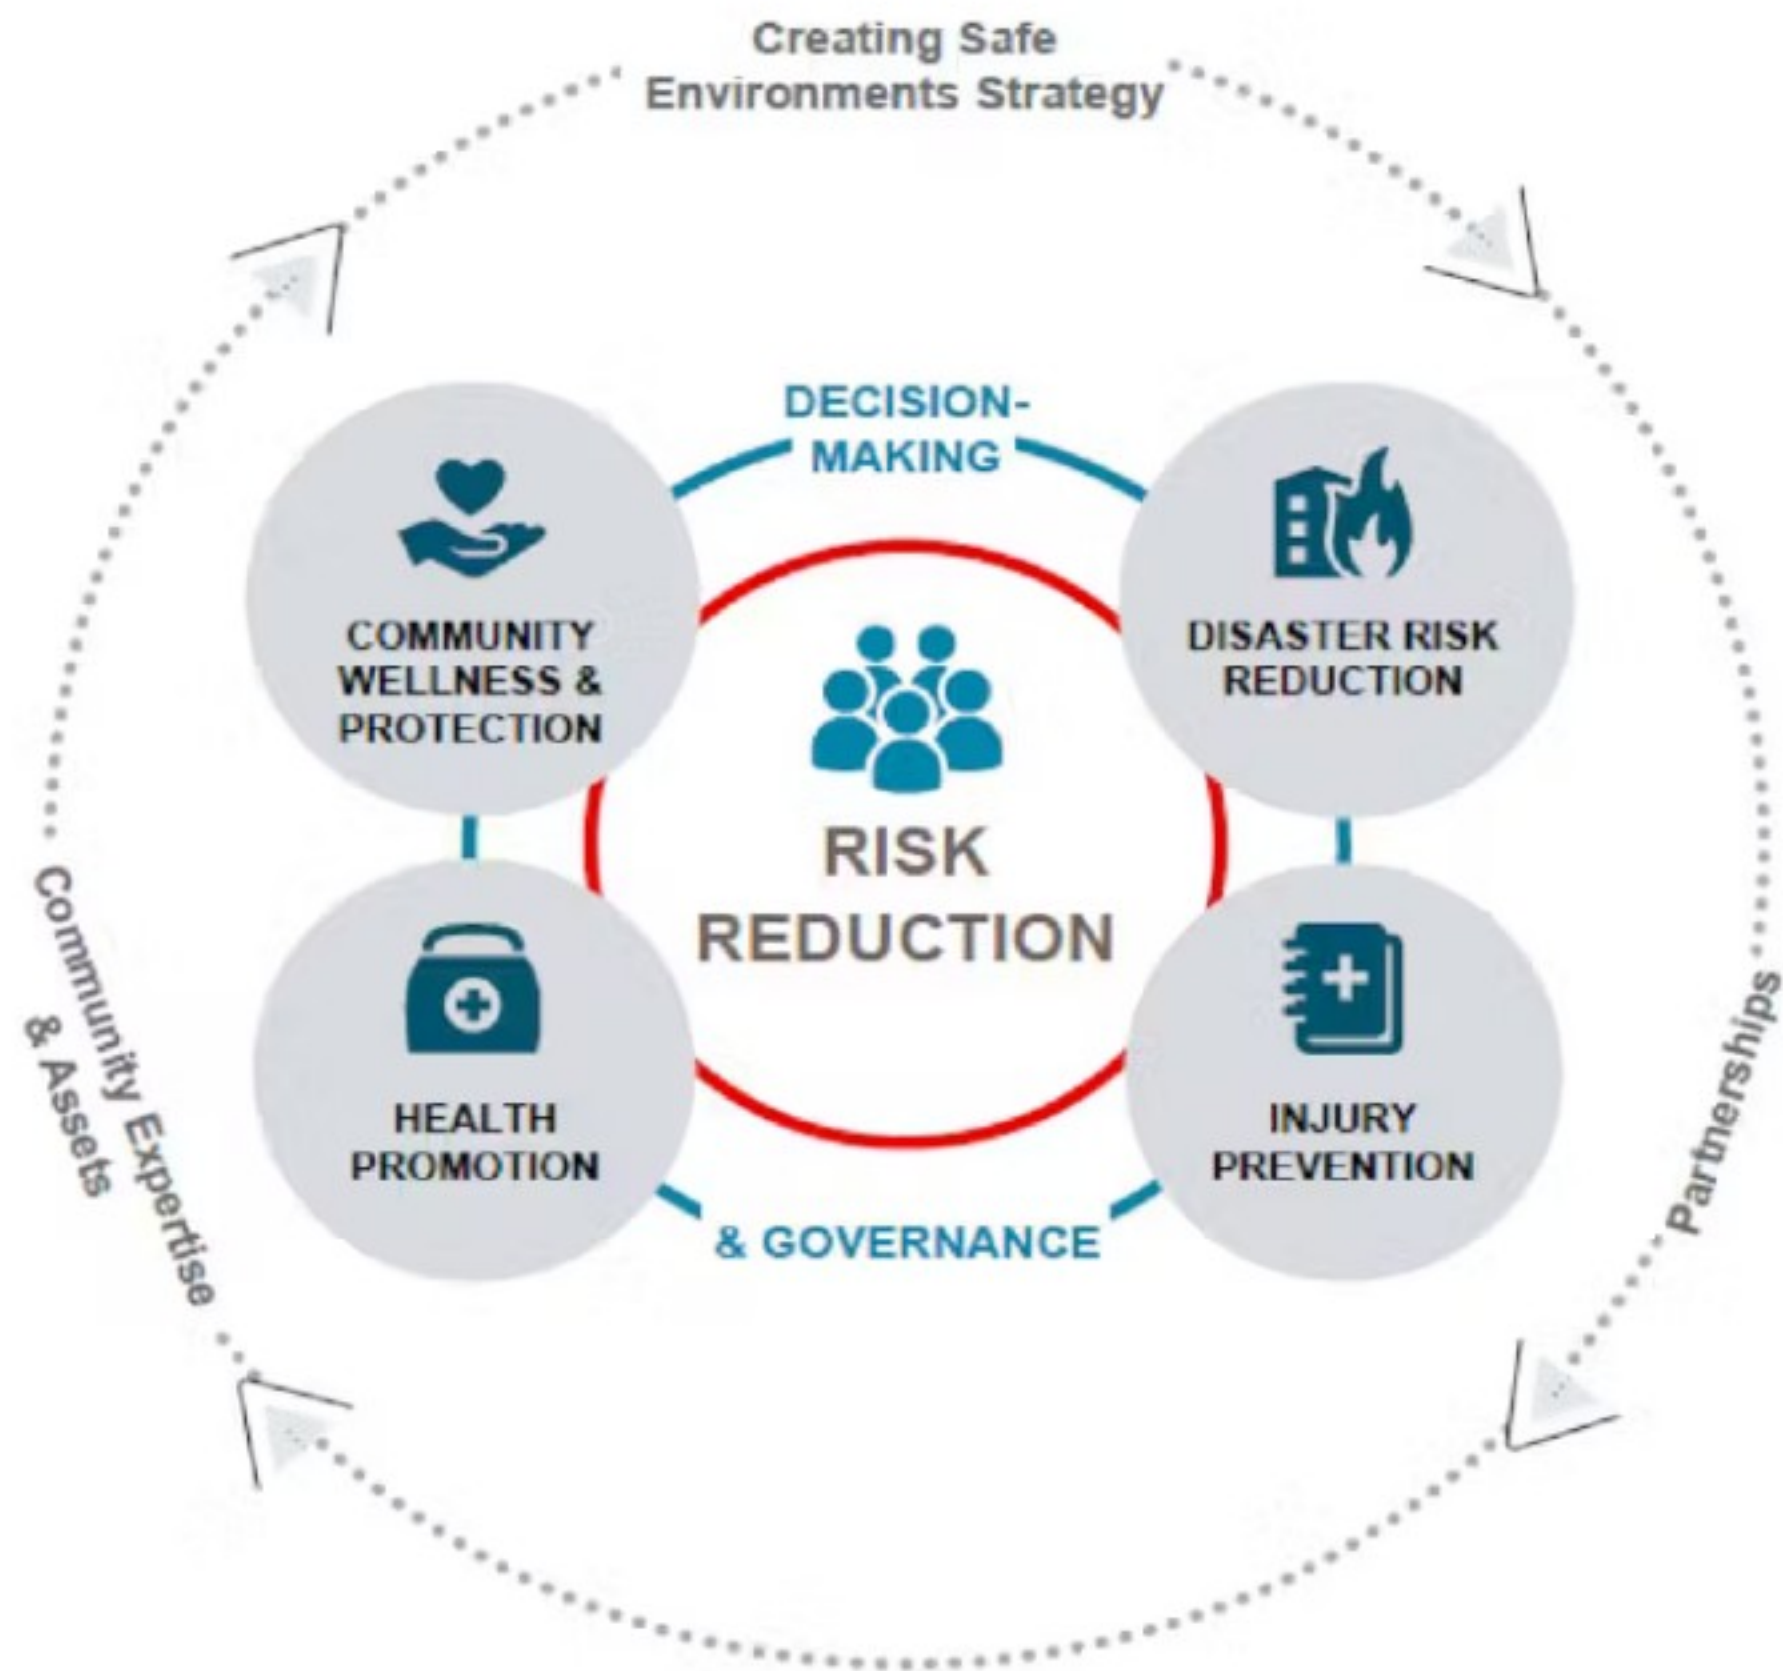 Creating Safe
Environments Strategy
DECISION-
MAKING
COMMUNITY
WELLNESS &
PROTECTION
DISASTER RISK
REDUCTION
RISK
REDUCTION
HEALTH
PROMOTION
INJURY
PREVENTION
& GOVERNANCE
Community Expertise
& Assets
Partnerships